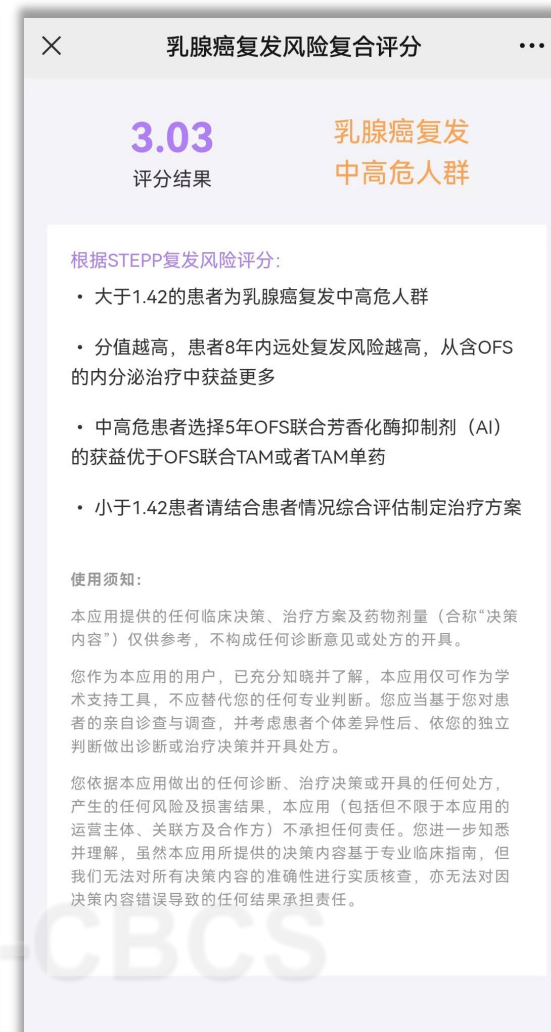 乳腺癌复发风险复合评分
3.03
评分结果
乳腺癌复发
中高危人群
根据STEPP复发风险评分:
• 大于1.42的患者为乳腺癌复发中高危人群
• 分值越高，患者8年内远处复发风险越高，从含OFS
的内分泌治疗中获益更多
• 中高危患者选择5年OFS联合芳香化酶抑制剂（AI）
的获益优于OFS联合TAM或者TAM单药
• 小于1.42患者请结合患者情况综合评估制定治疗方案
使用须知:
本应用提供的任何临床决策、治疗方案及药物剂量（合称“决策
内容”）仅供参考，不构成任何诊断意见或处方的开具。
您作为本应用的用户，已充分知晓并了解，本应用仅可作为学
术支持工具，不应替代您的任何专业判断。您应当基于您对患
者的亲自诊查与调查，并考虑患者个体差异性后、依您的独立
判断做出诊断或治疗决策并开具处方。
您依据本应用做出的任何诊断、治疗决策或开具的任何处方，
产生的任何风险及损害结果，本应用（包括但不限于本应用的
运营主体、关联方及合作方）不承担任何责任。您进一步知悉
并理解，虽然本应用所提供的决策内容基于专业临床指南，但
我们无法对所有决策内容的准确性进行实质核查，亦无法对因
决策内容错误导致的任何结果承担责任。
-CBCS